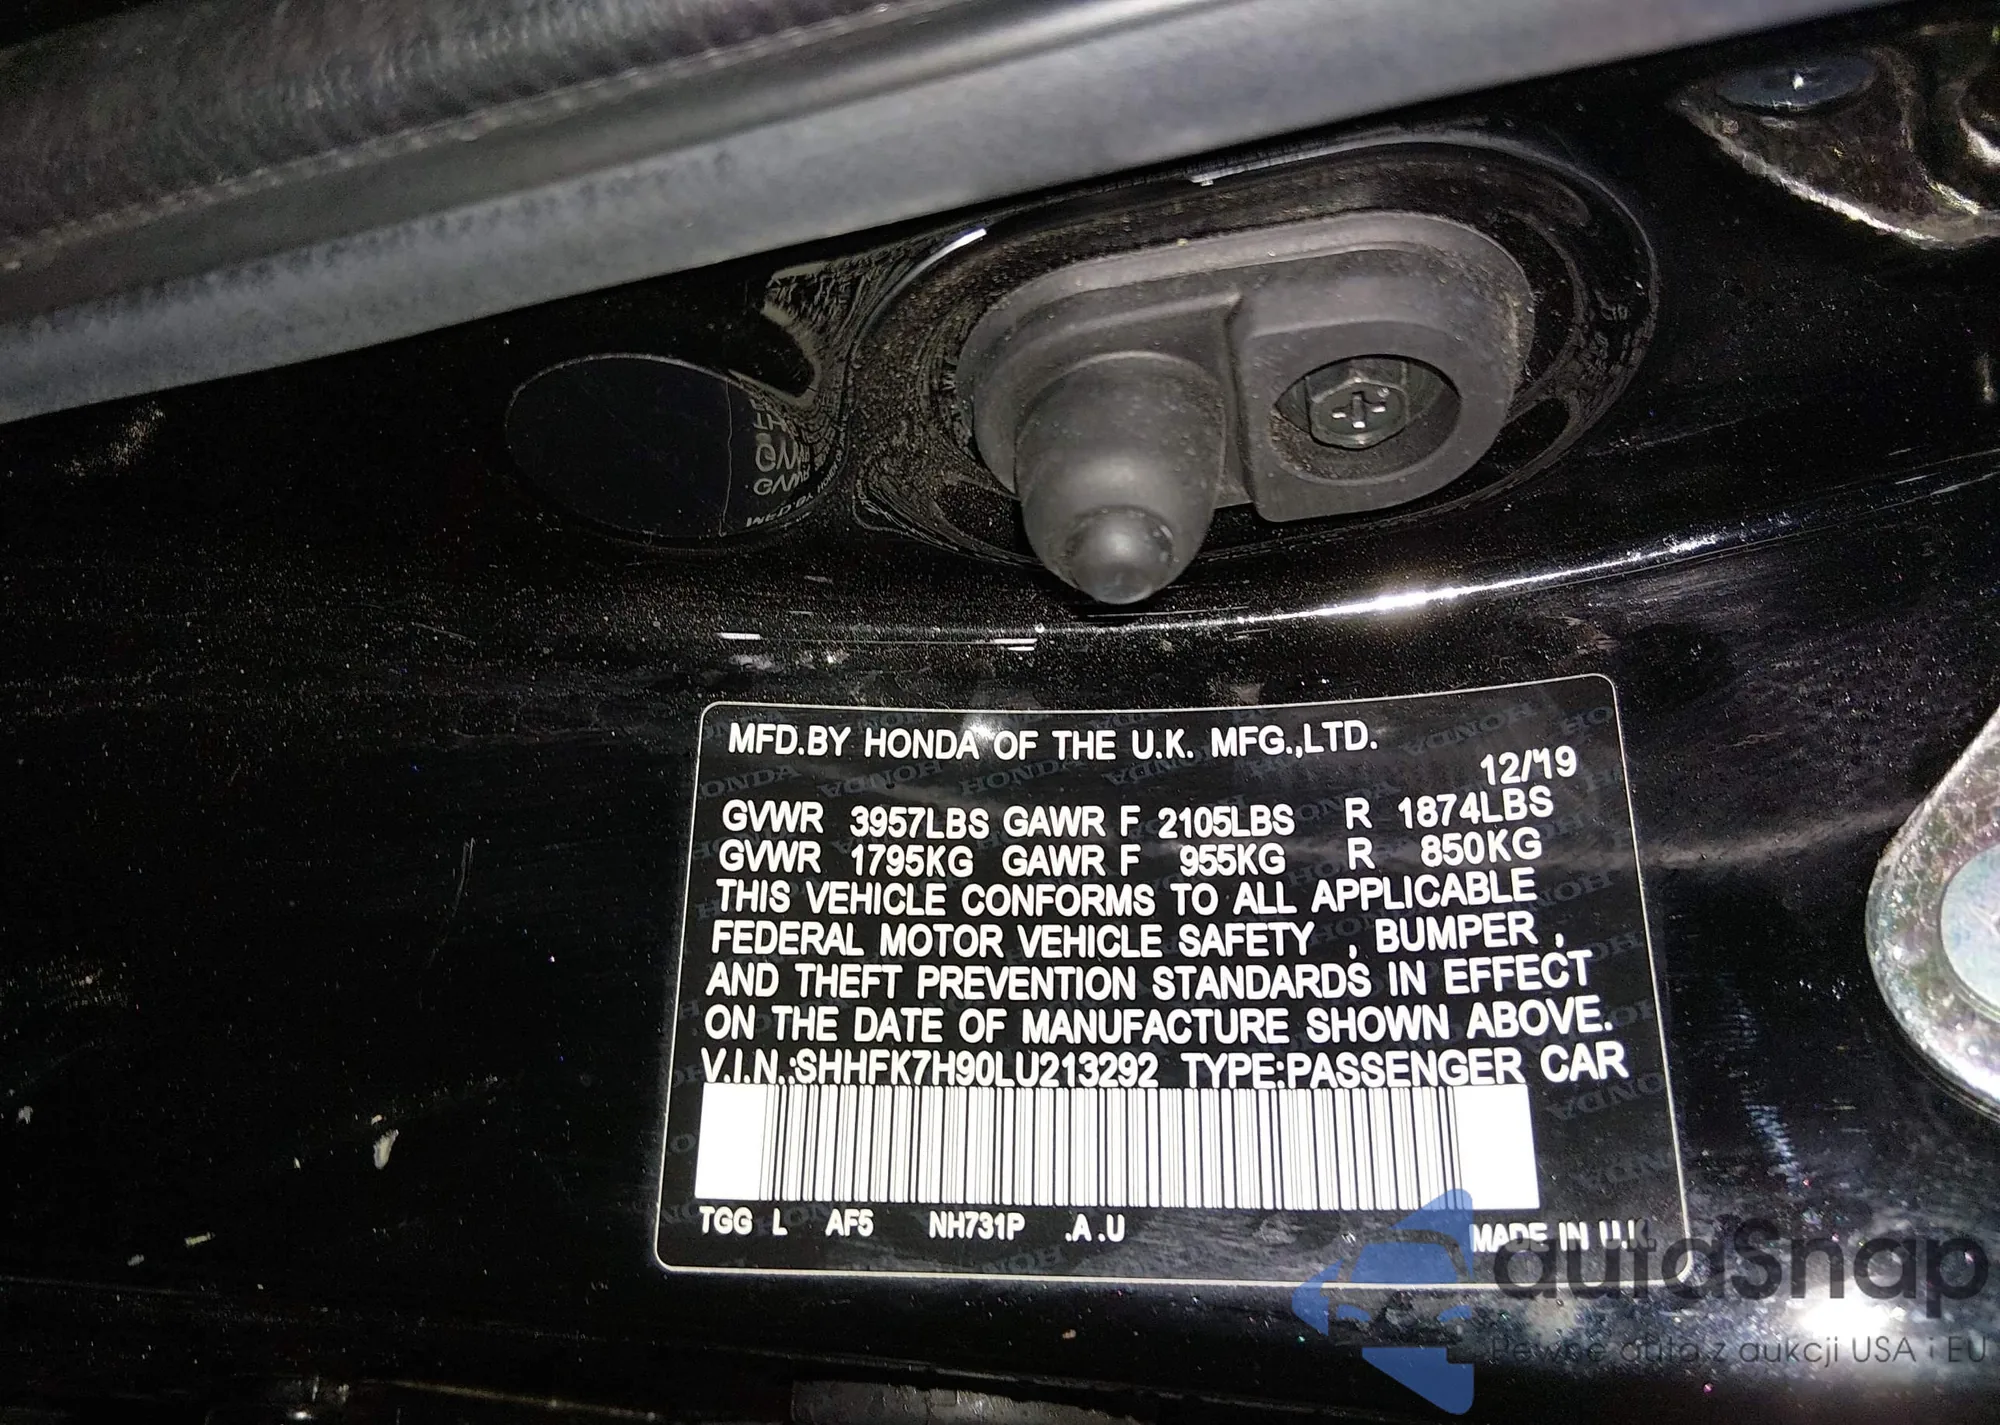 MFD.BY HONDA OF THE U.K. MFG.,LTD.
12/'19
GVWR 3957LBS GAWR F 2105LBS R 1874LBS
GVWR 1795KG GAWR F 955KG R 850KG
THIS VEHICLE CONFORMS TO ALL APPLICABLE
FEDERAL MOTOR VEHICLE SAFETY , BUMPER ,
AND THEFT PREVENTION STANDARDS IN EFFECT
ON THE DATE OF MANUFACTURE SHOWN ABOVE.
V.I.N.:SHHFK7H90LU213292 TYPE:PASSENGER CAR
TGG L AF5 NH731P .A.U MADE IN U.K
autoSnap
Pewne auta z aukcji USA i EU